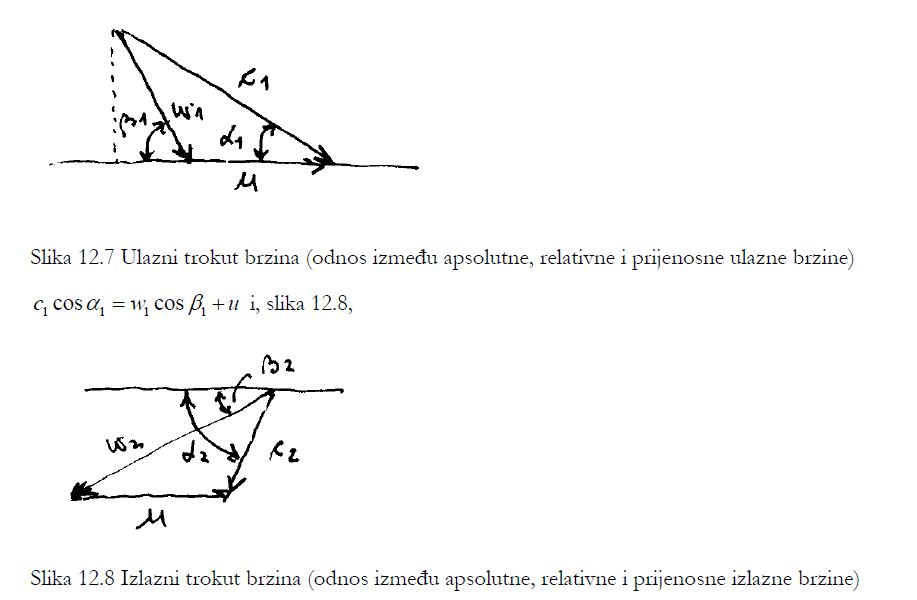 c₁
β₁ w₁ α₁
u
Slika 12.7 Ulazni trokut brzina (odnos između apsolutne, relativne i prijenosne ulazne brzine)
c₁ cos α₁ = w₁ cos β₁ + u i, slika 12.8,
β₂
w₂ α₂ c₂
u
Slika 12.8 Izlazni trokut brzina (odnos između apsolutne, relativne i prijenosne izlazne brzine)